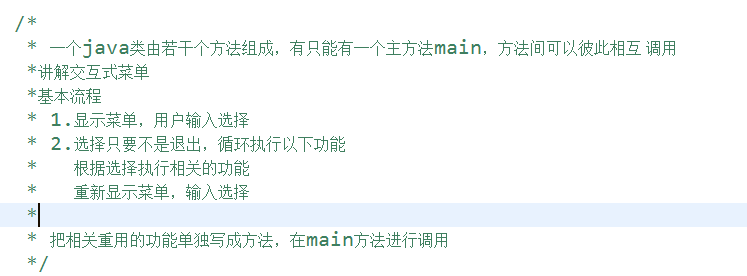 /*
* 一个java类由若干个方法组成，有只能有一个主方法main，方法间可以彼此相互 调用
*讲解交互式菜单
*基本流程
* 1.显示菜单，用户输入选择
* 2.选择只要不是退出，循环执行以下功能
* 根据选择执行相关的功能
* 重新显示菜单，输入选择
*
* 把相关重用的功能单独写成方法，在main方法进行调用
*/